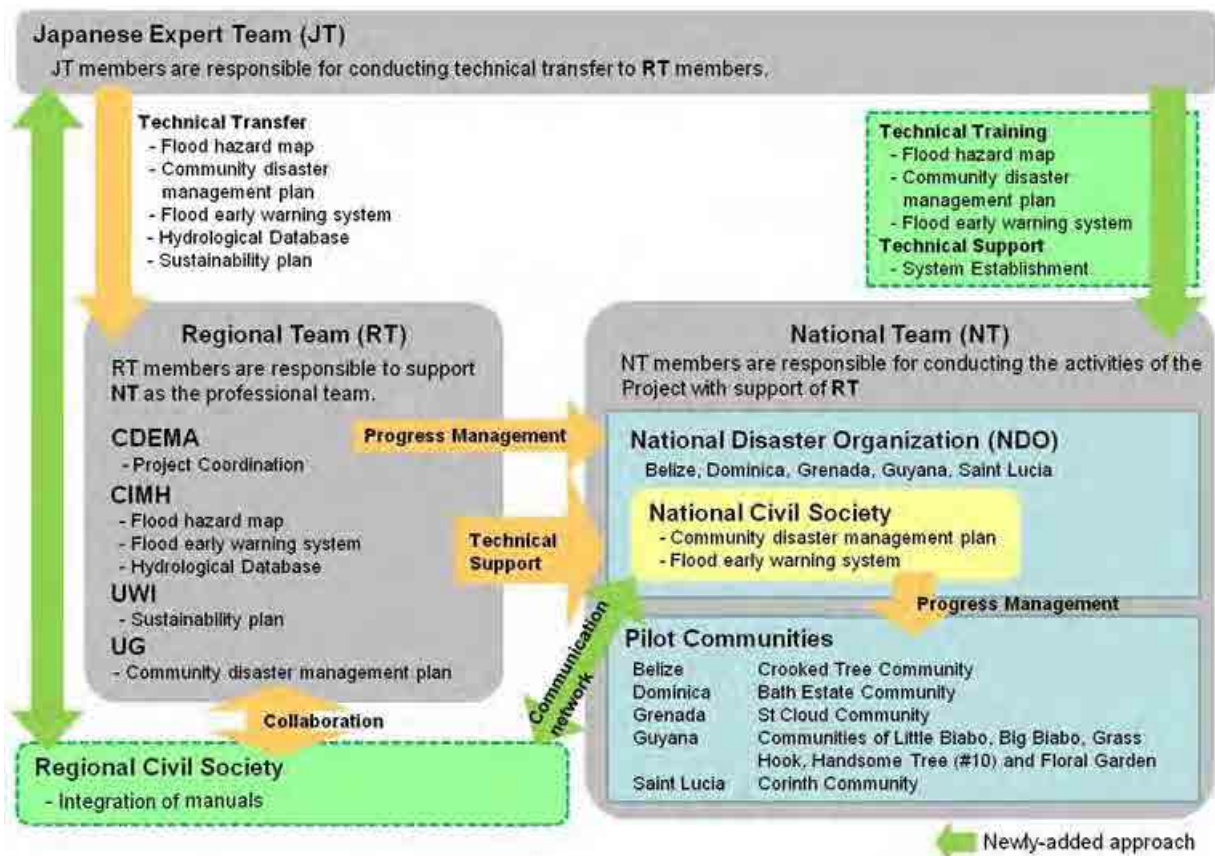 Japanese Expert Team (JT)
JT members are responsible for conducting technical transfer to RT members.
Technical Transfer
- Flood hazard map
- Community disaster
management plan
- Flood early warning system
- Hydrological Database
- Sustainability plan
Technical Training
- Flood hazard map
- Community disaster
management plan
- Flood early warning system
Technical Support
- System Establishment
Regional Team (RT)
RT members are responsible to support
NT as the professional team.
CDEMA
- Project Coordination
CIMH
- Flood hazard map
- Flood early warning system
- Hydrological Database
UWI
- Sustainability plan
UG
- Community disaster management plan
Progress Management
Technical
Support
National Team (NT)
NT members are responsible for conducting the activities of the
Project with support of RT
National Disaster Organization (NDO)
Belize, Dominica, Grenada, Guyana, Saint Lucia
National Civil Society
- Community disaster management plan
- Flood early warning system
Progress Management
Pilot Communities
Belize Crooked Tree Community
Dominica Bath Estate Community
Grenada St Cloud Community
Guyana Communities of Little Biabo, Big Biabo, Grass
Hook, Handsome Tree (#10) and Floral Garden
Saint Lucia Corinth Community
Communication
network
Collaboration
Regional Civil Society
- Integration of manuals
Newly-added approach